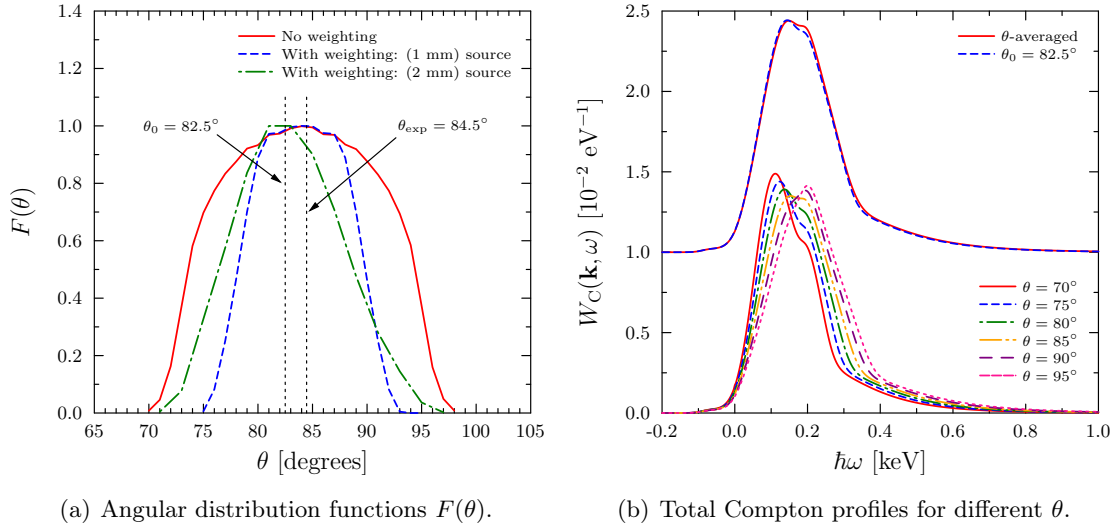 1.4
1.2
1.0
0.8
0.6
0.4
0.2
0.0
F(θ)
No weighting
With weighting: (1 mm) source
With weighting: (2 mm) source
θ₀ = 82.5°
θexp = 84.5°
65 70 75 80 85 90 95 100 105
θ [degrees]
(a) Angular distribution functions F(θ).
2.5
2.0
1.5
1.0
0.5
0.0
W_C(k, ω) [10⁻² eV⁻¹]
θ-averaged
θ₀ = 82.5°
θ = 70°
θ = 75°
θ = 80°
θ = 85°
θ = 90°
θ = 95°
-0.2 0.0 0.2 0.4 0.6 0.8 1.0
ℏω [keV]
(b) Total Compton profiles for different θ.